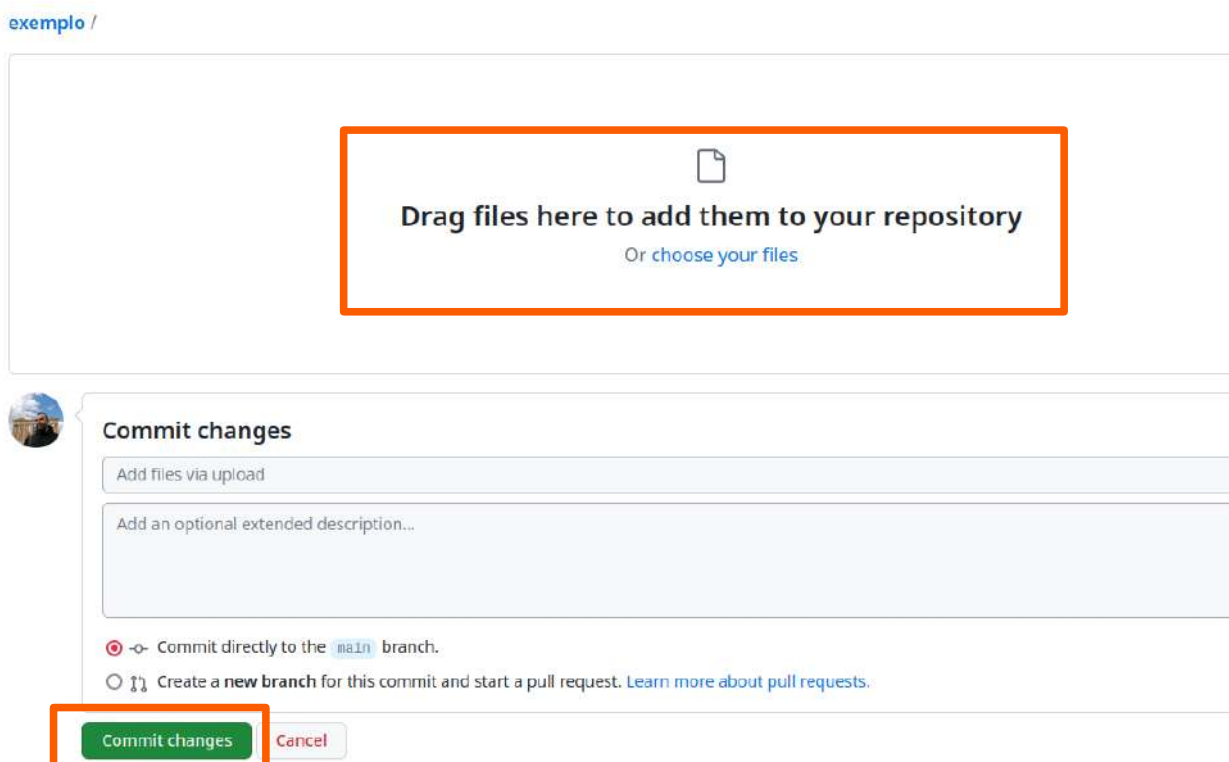 exemplo /
Drag files here to add them to your repository
Or choose your files
Commit changes
Add files via upload
Add an optional extended description...
Commit directly to the main branch.
Create a new branch for this commit and start a pull request. Learn more about pull requests.
Commit changes Cancel